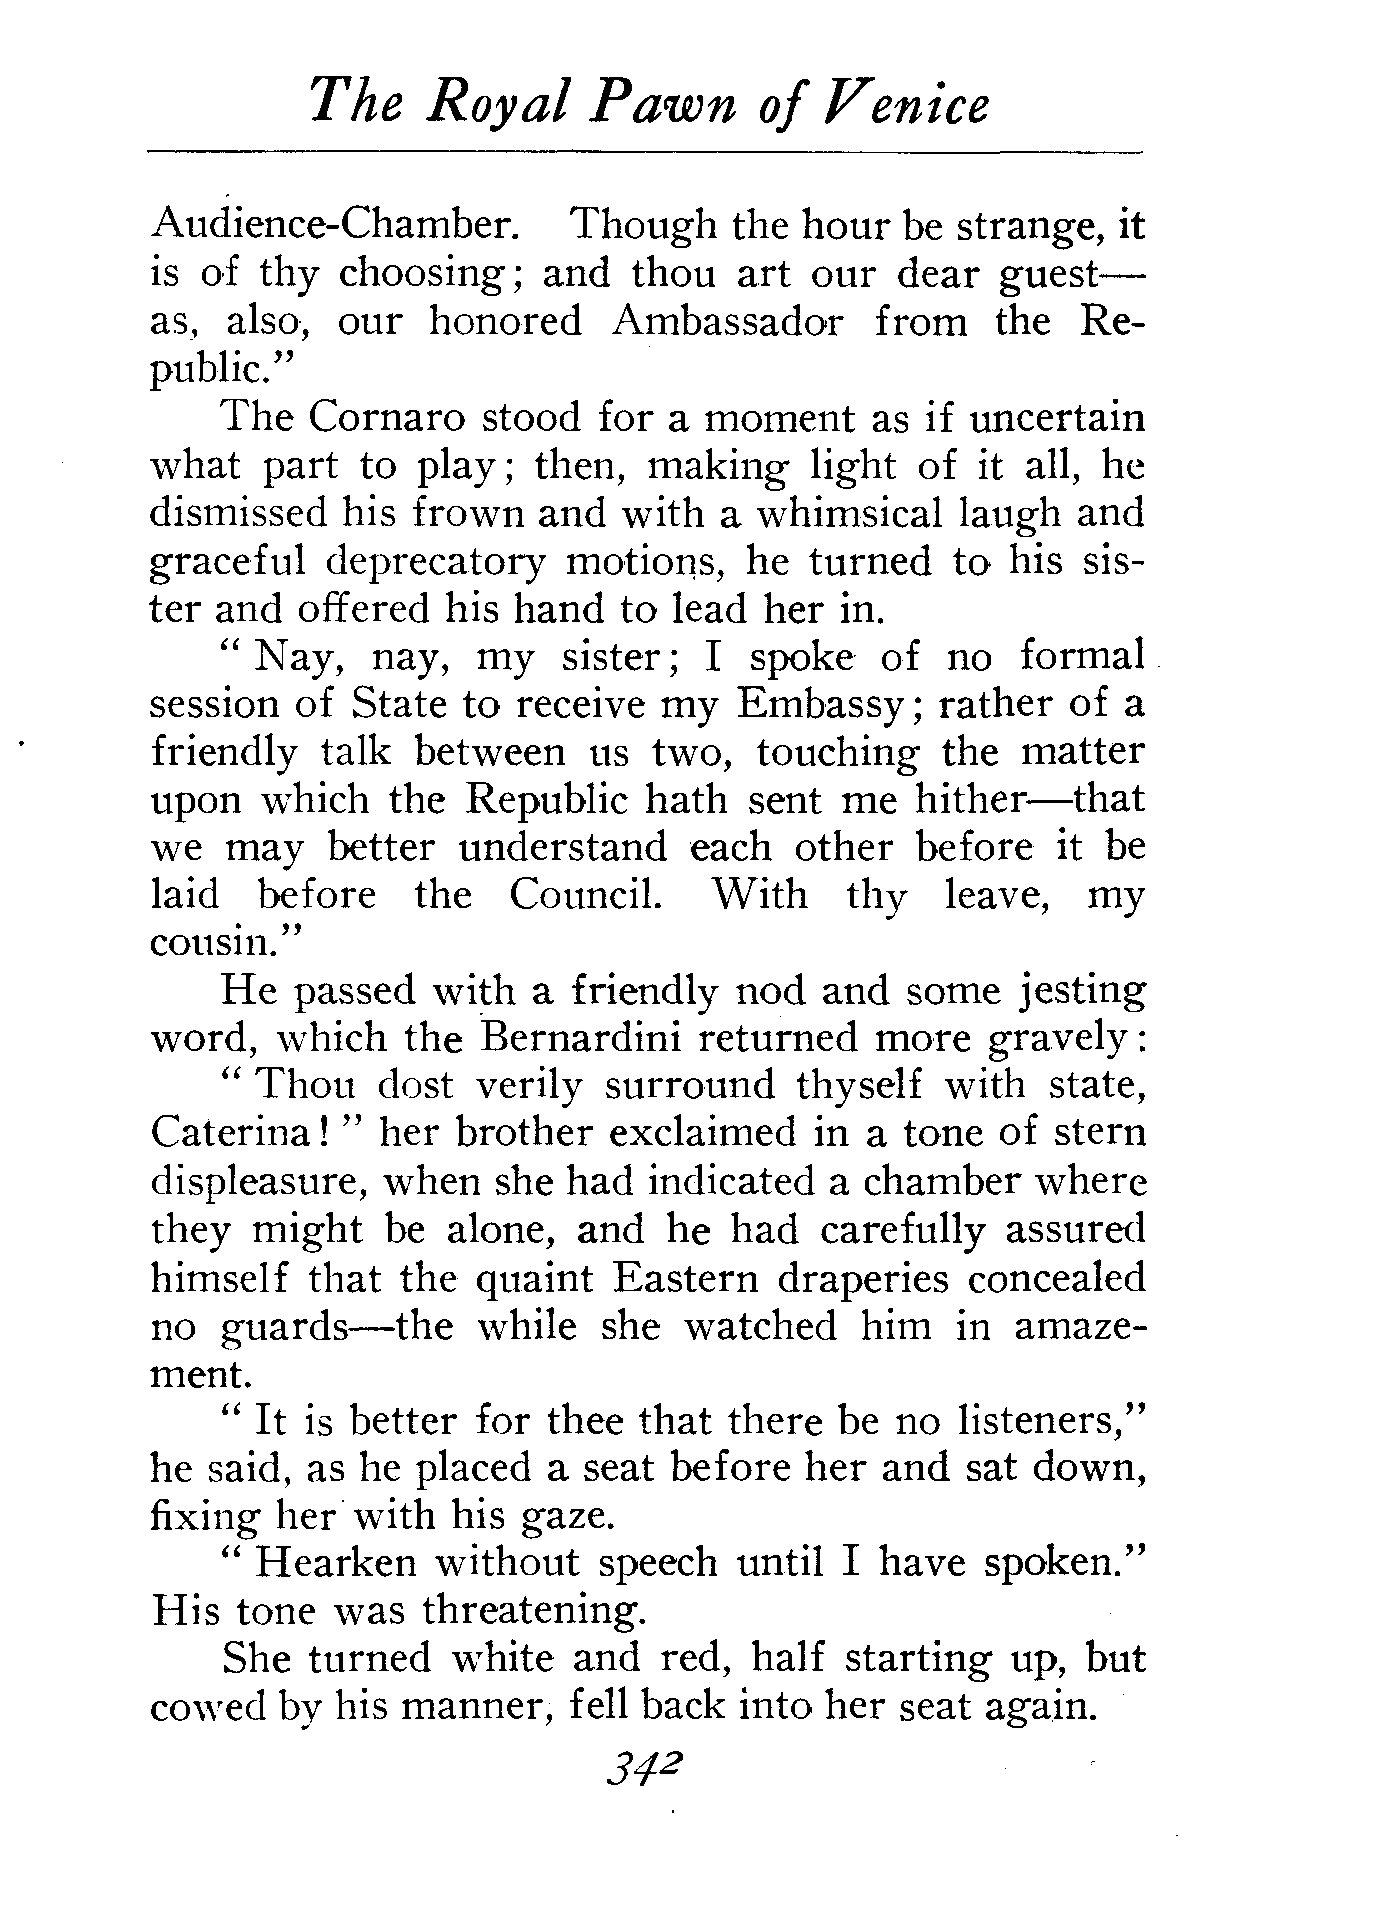 The Royal Pawn of Venice
Audience-Chamber. Though the hour be strange, it
is of thy choosing; and thou art our dear guest—
as, also, our honored Ambassador from the Re-
public."
The Cornaro stood for a moment as if uncertain
what part to play; then, making light of it all, he
dismissed his frown and with a whimsical laugh and
graceful deprecatory motions, he turned to his sis-
ter and offered his hand to lead her in.
" Nay, nay, my sister; I spoke of no formal
session of State to receive my Embassy; rather of a
friendly talk between us two, touching the matter
upon which the Republic hath sent me hither—that
we may better understand each other before it be
laid before the Council. With thy leave, my
cousin."
He passed with a friendly nod and some jesting
word, which the Bernardini returned more gravely:
" Thou dost verily surround thyself with state,
Caterina! " her brother exclaimed in a tone of stern
displeasure, when she had indicated a chamber where
they might be alone, and he had carefully assured
himself that the quaint Eastern draperies concealed
no guards—the while she watched him in amaze-
ment.
" It is better for thee that there be no listeners,"
he said, as he placed a seat before her and sat down,
fixing her with his gaze.
" Hearken without speech until I have spoken."
His tone was threatening.
She turned white and red, half starting up, but
cowed by his manner, fell back into her seat again.
342